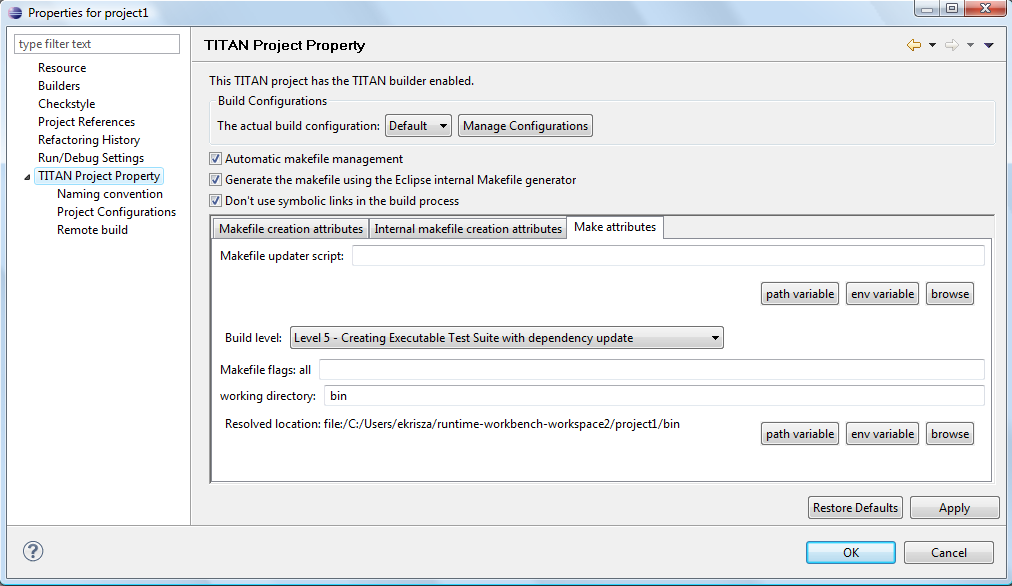 Properties for project1
type filter text
Resource
Builders
Checkstyle
Project References
Refactoring History
Run/Debug Settings
TITAN Project Property
Naming convention
Project Configurations
Remote build
TITAN Project Property
This TITAN project has the TITAN builder enabled.
Build Configurations
The actual build configuration: Default Manage Configurations
Automatic makefile management
Generate the makefile using the Eclipse internal Makefile generator
Don't use symbolic links in the build process
Makefile creation attributes Internal makefile creation attributes Make attributes
Makefile updater script:
path variable env variable browse
Build level: Level 5 - Creating Executable Test Suite with dependency update
Makefile flags: all
working directory: bin
Resolved location: file:/C:/Users/ekrisza/runtime-workbench-workspace2/project1/bin
path variable env variable browse
Restore Defaults Apply
? OK Cancel